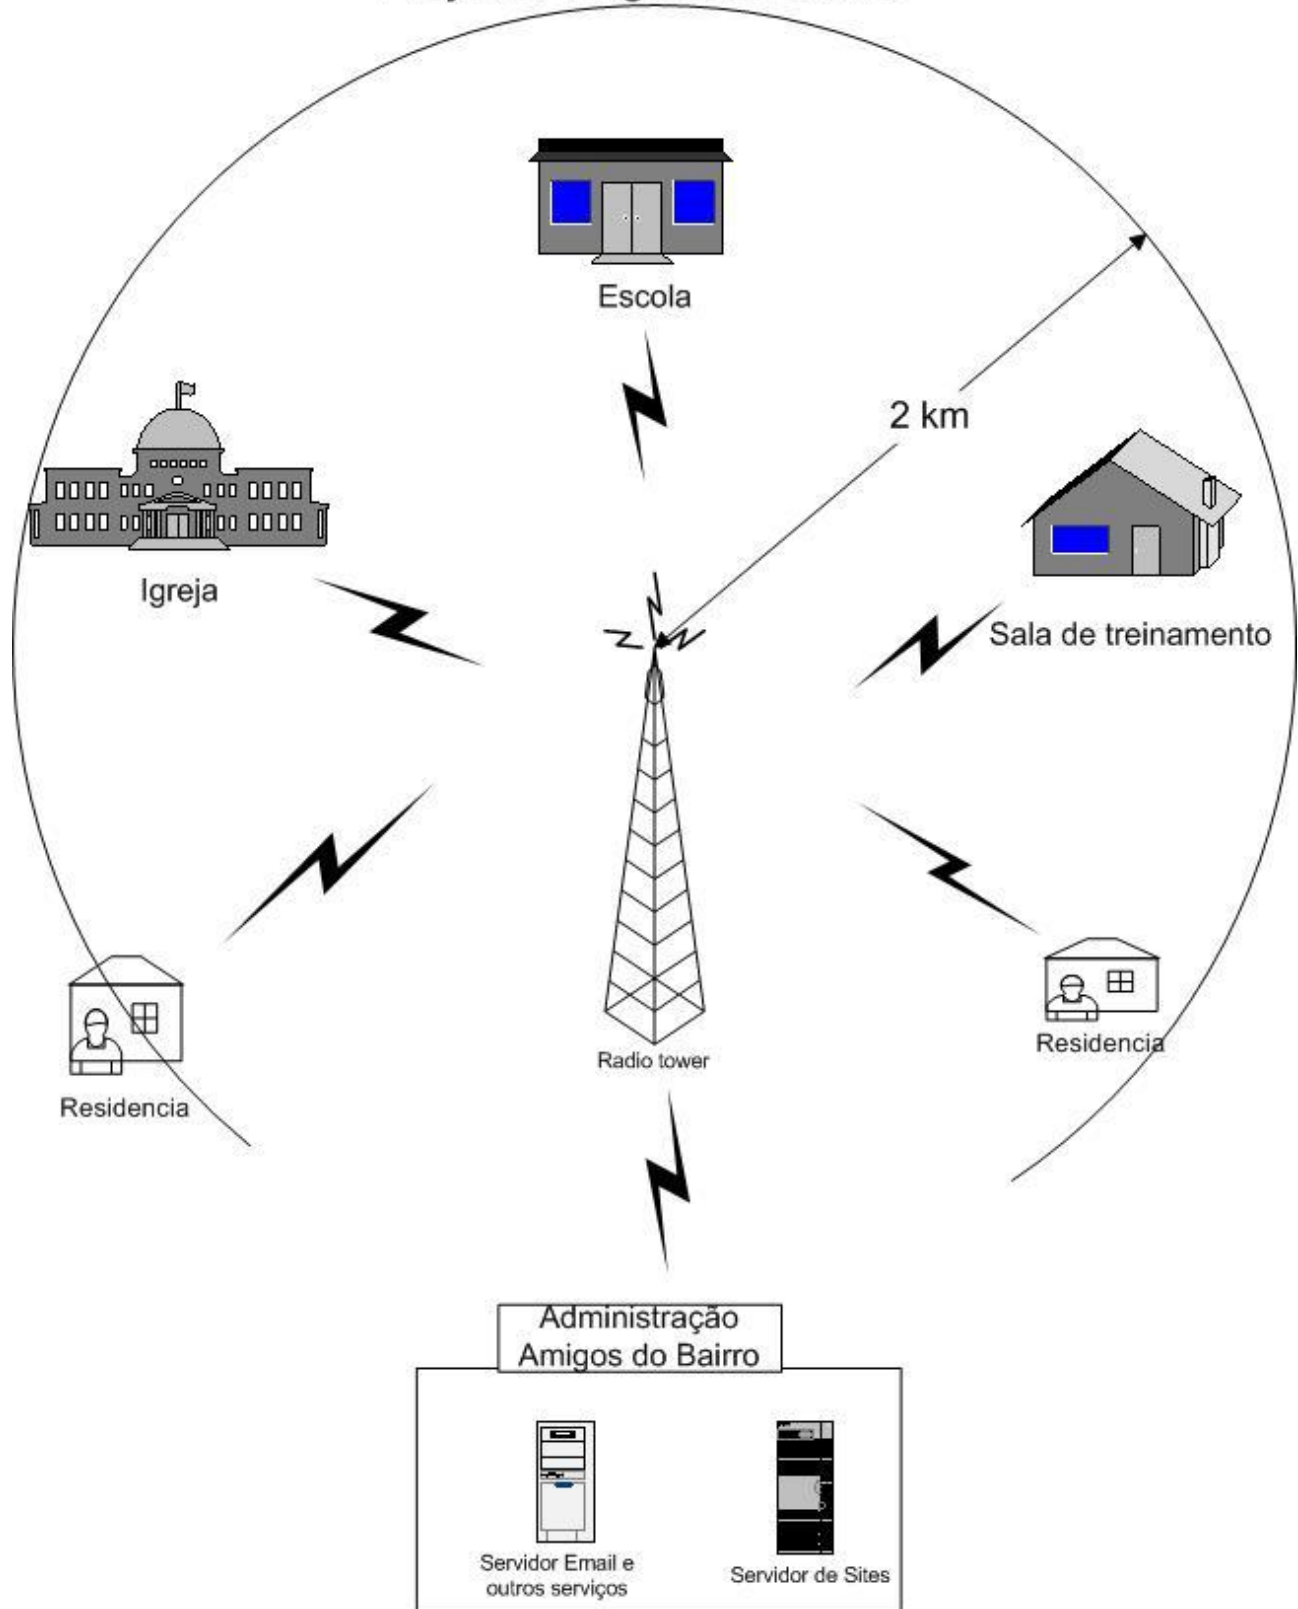 Escola
2 km
Igreja
Sala de treinamento
Residencia
Radio tower
Residencia
Administração
Amigos do Bairro
Servidor Email e
outros serviços
Servidor de Sites